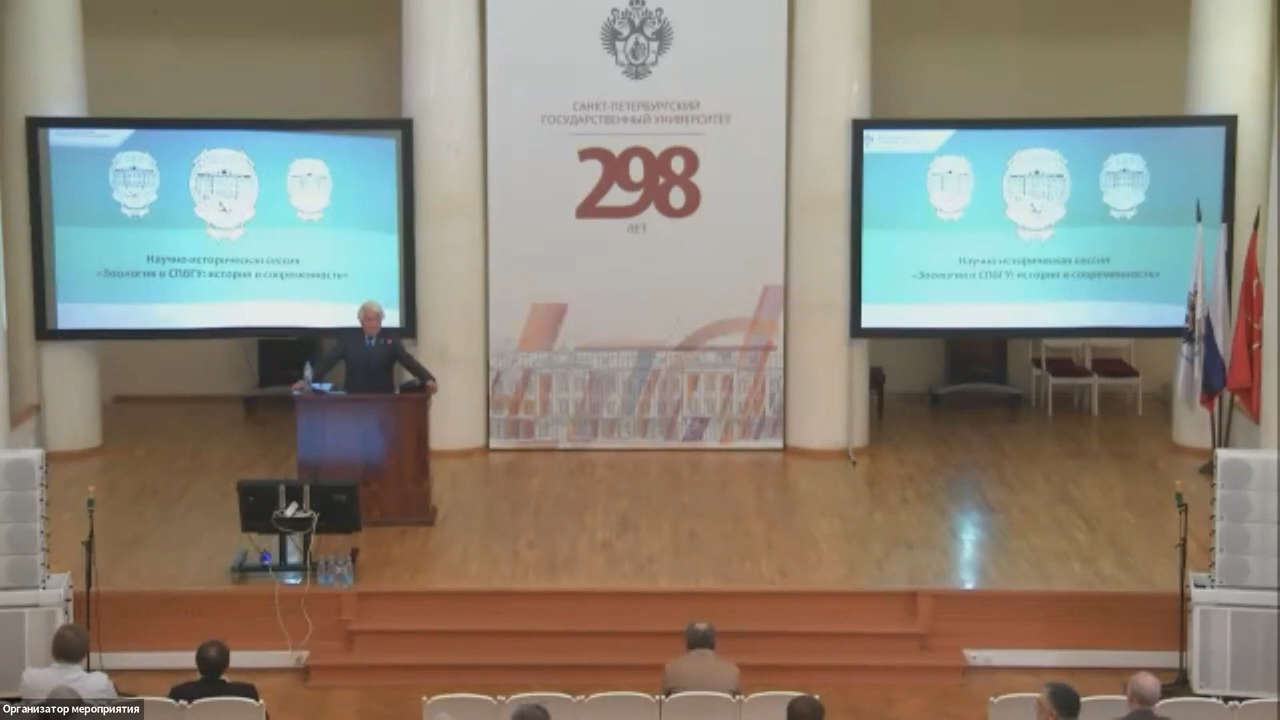 САНКТ-ПЕТЕРБУРГСКИЙ
ГОСУДАРСТВЕННЫЙ УНИВЕРСИТЕТ
298
ЛЕТ
Научно-историческая сессия
«Зоология в СПбГУ: история и современность»
Научно-историческая сессия
«Зоология в СПбГУ: история и современность»
Организатор мероприятия